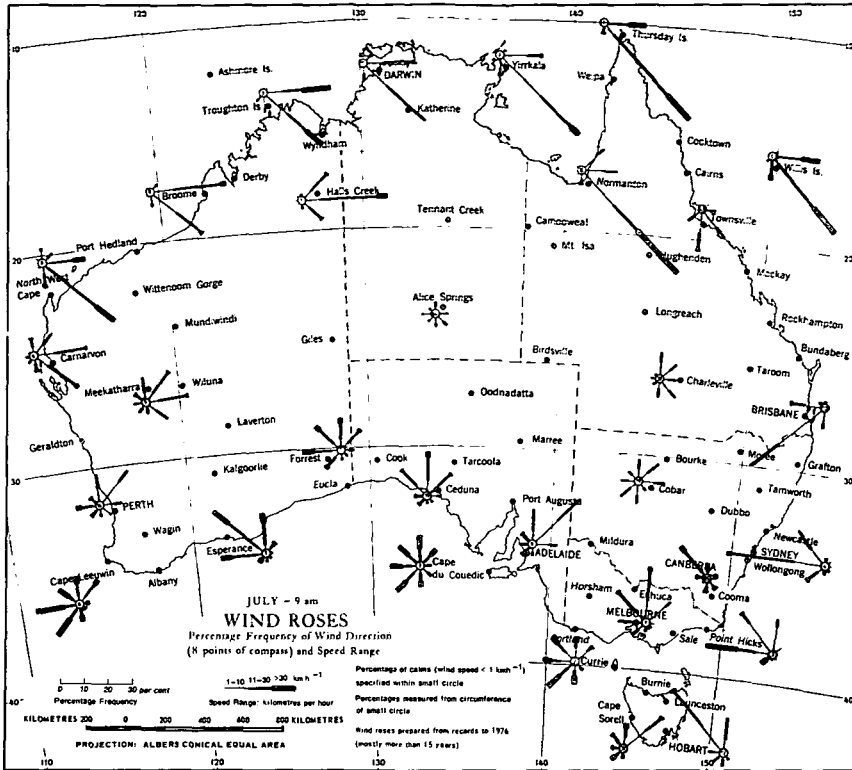 125
140
150
10
10
Thursday Is.
Ashmore Is.
DARWIN
Yirrkala
Weipa
Troughton Is
Katherine
Wyndham
Cocktown
Derby
Broome
Halls Creek
Normanton
Cairns
Willis Is.
Tennant Creek
Camooweal
Townsville
Port Hedland
Mt. Isa
Hughenden
20
North West
Cape
Wittenoom Gorge
Mackay
Alice Springs
Mundiwindi
Longreach
Rockhampton
Giles
Carnarvon
Birdsville
Bundaberg
Meekatharra
Wiluna
Charleville
Taroom
Oodnadatta
BRISBANE
Laverton
Geraldton
Marree
Moree
Forrest
Cook
Tarcoola
Bourke
Grafton
30
Kalgoorlie
30
Eucla
Ceduna
Cobar
Tamworth
PERTH
Port Augusta
Dubbo
Wagin
Newcastle
Esperance
ADELAIDE
Mildura
SYDNEY
Cape
du Couedic
CANBERRA
Wollongong
Cape Leeuwin
Albany
Horsham
Echuca
Cooma
JULY – 9 am
WIND ROSES
MELBOURNE
Percentage Frequency of Wind Direction
(8 points of compass) and Speed Range
Portland
Sale
Point Hicks
Currie
1–10 11–30 >30 km h⁻¹
Percentage of calms (wind speed < 1 kmh⁻¹)
specified within small circle
0 10 20 30 per cent
Percentage Frequency
Speed Range: kilometres per hour
Percentages measured from circumference
of small circle
Burnie
Launceston
40
40
KILOMETRES 200 0 200 400 600 800 KILOMETRES
Cape
Sorell
Wind roses prepared from records to 1976
(mostly more than 15 years)
HOBART
PROJECTION: ALBERS CONICAL EQUAL AREA
110
120
130
140
150